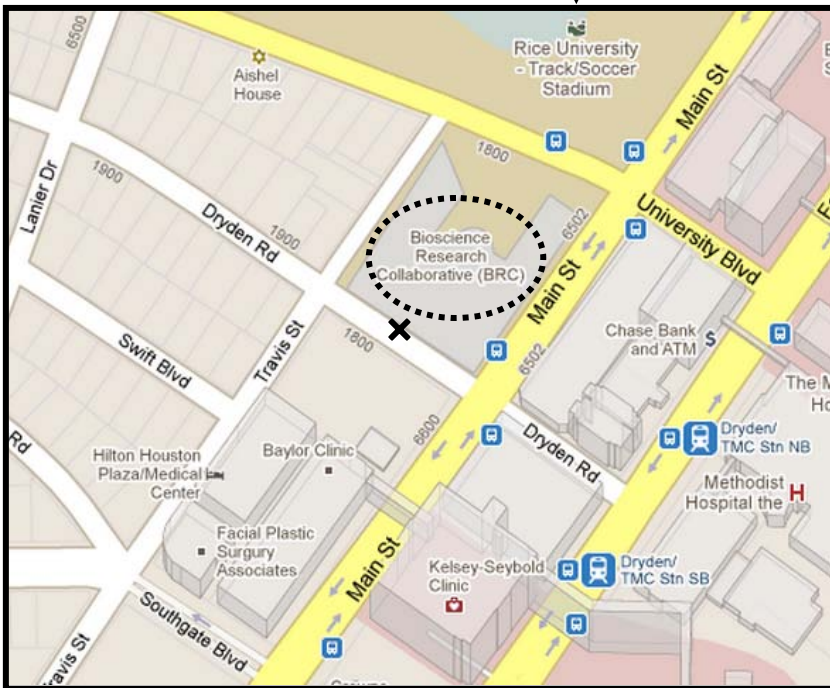 6500
Aishel
House
Rice University
- Track/Soccer
Stadium
Main St
1800
Lanier Dr
1900
Dryden Rd
1900
Bioscience
Research
Collaborative (BRC)
6502
University Blvd
Main St
6502
Chase Bank
and ATM
$
1800
Travis St
Swift Blvd
The M
Ho
6600
Dryden Rd
Dryden/
TMC Stn NB
Rd
Hilton Houston
Plaza/Medical
Center
Baylor Clinic
Methodist
Hospital the
H
Facial Plastic
Surgury
Associates
Main St
Kelsey-Seybold
Clinic
Dryden/
TMC Stn SB
Southgate Blvd
Travis St